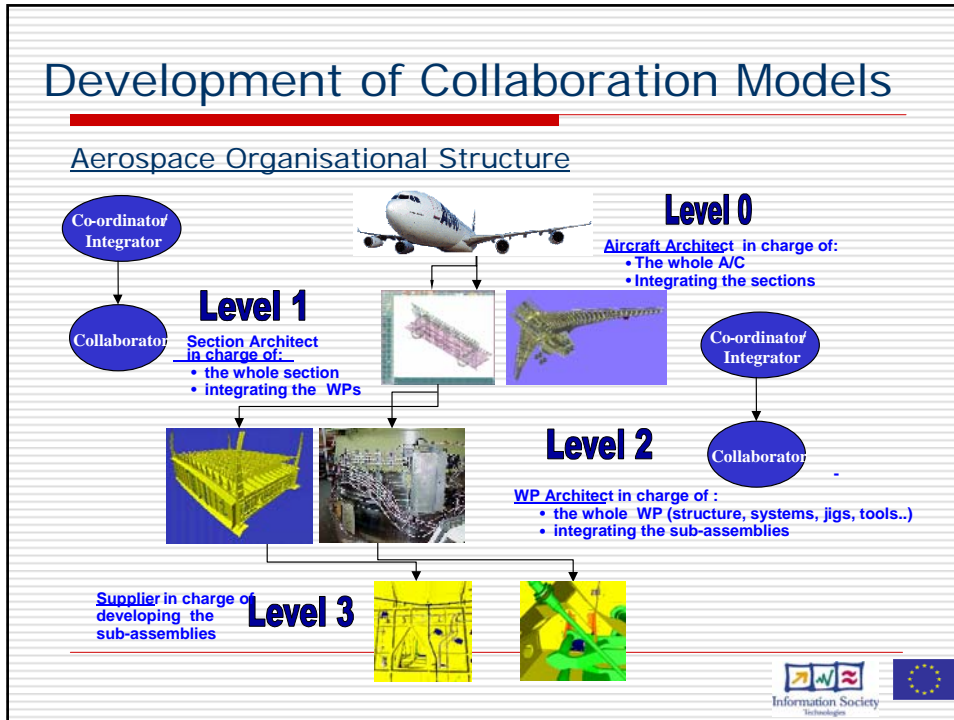 Development of Collaboration Models
Aerospace Organisational Structure
Co-ordinator/
Integrator
Level 0
Aircraft Architect in charge of:
• The whole A/C
• Integrating the sections
Level 1
Collaborator
Section Architect
in charge of:
• the whole section
• integrating the WPs
Co-ordinator/
Integrator
Level 2
Collaborator
-
WP Architect in charge of :
• the whole WP (structure, systems, jigs, tools..)
• integrating the sub-assemblies
Supplier in charge of
developing the
sub-assemblies
Level 3
Information Society
Technologies